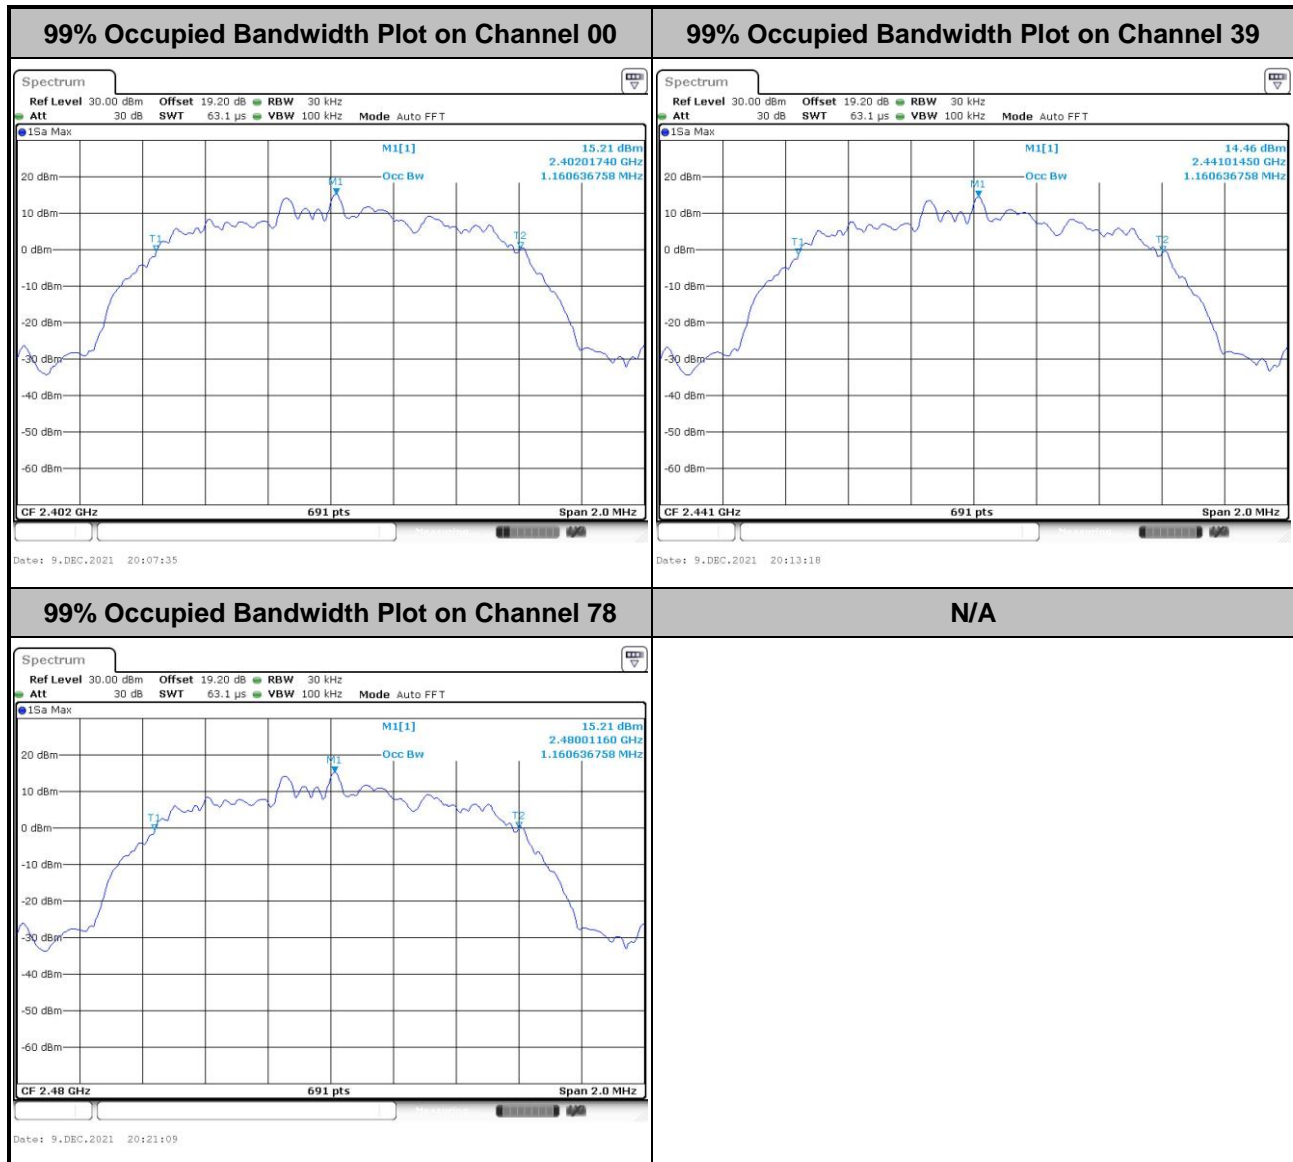 99% Occupied Bandwidth Plot on Channel 00
Spectrum
Ref Level 30.00 dBm Offset 19.20 dB RBW 30 kHz
Att 30 dB SWT 63.1 µs VBW 100 kHz Mode Auto FFT
1Sa Max
M1[1] 15.21 dBm
2.40201740 GHz
Occ Bw 1.160636758 MHz
M1
T1
T2
20 dBm
10 dBm
0 dBm
-10 dBm
-20 dBm
-30 dBm
-40 dBm
-50 dBm
-60 dBm
CF 2.402 GHz 691 pts Span 2.0 MHz
Date: 9.DEC.2021 20:07:35
99% Occupied Bandwidth Plot on Channel 39
Spectrum
Ref Level 30.00 dBm Offset 19.20 dB RBW 30 kHz
Att 30 dB SWT 63.1 µs VBW 100 kHz Mode Auto FFT
1Sa Max
M1[1] 14.46 dBm
2.44101450 GHz
Occ Bw 1.160636758 MHz
M1
T1
T2
20 dBm
10 dBm
0 dBm
-10 dBm
-20 dBm
-30 dBm
-40 dBm
-50 dBm
-60 dBm
CF 2.441 GHz 691 pts Span 2.0 MHz
Date: 9.DEC.2021 20:13:18
99% Occupied Bandwidth Plot on Channel 78
Spectrum
Ref Level 30.00 dBm Offset 19.20 dB RBW 30 kHz
Att 30 dB SWT 63.1 µs VBW 100 kHz Mode Auto FFT
1Sa Max
M1[1] 15.21 dBm
2.48001160 GHz
Occ Bw 1.160636758 MHz
M1
T1
T2
20 dBm
10 dBm
0 dBm
-10 dBm
-20 dBm
-30 dBm
-40 dBm
-50 dBm
-60 dBm
CF 2.48 GHz 691 pts Span 2.0 MHz
Date: 9.DEC.2021 20:21:09
N/A